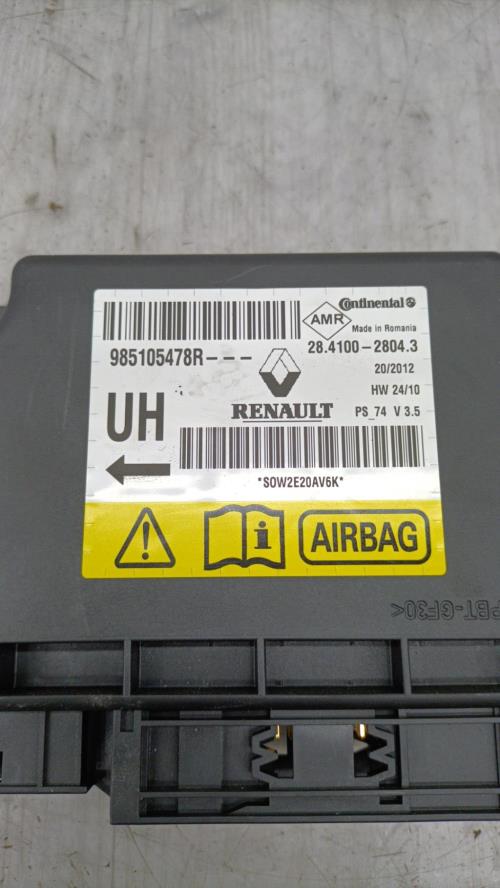 Continental
AMR
Made in Romania
985105478R---
28.4100-2804.3
20/2012
HW 24/10
UH
RENAULT
PS_74 V 3.5
*SOW2E20AV6K*
i
AIRBAG
PBT-GF30<